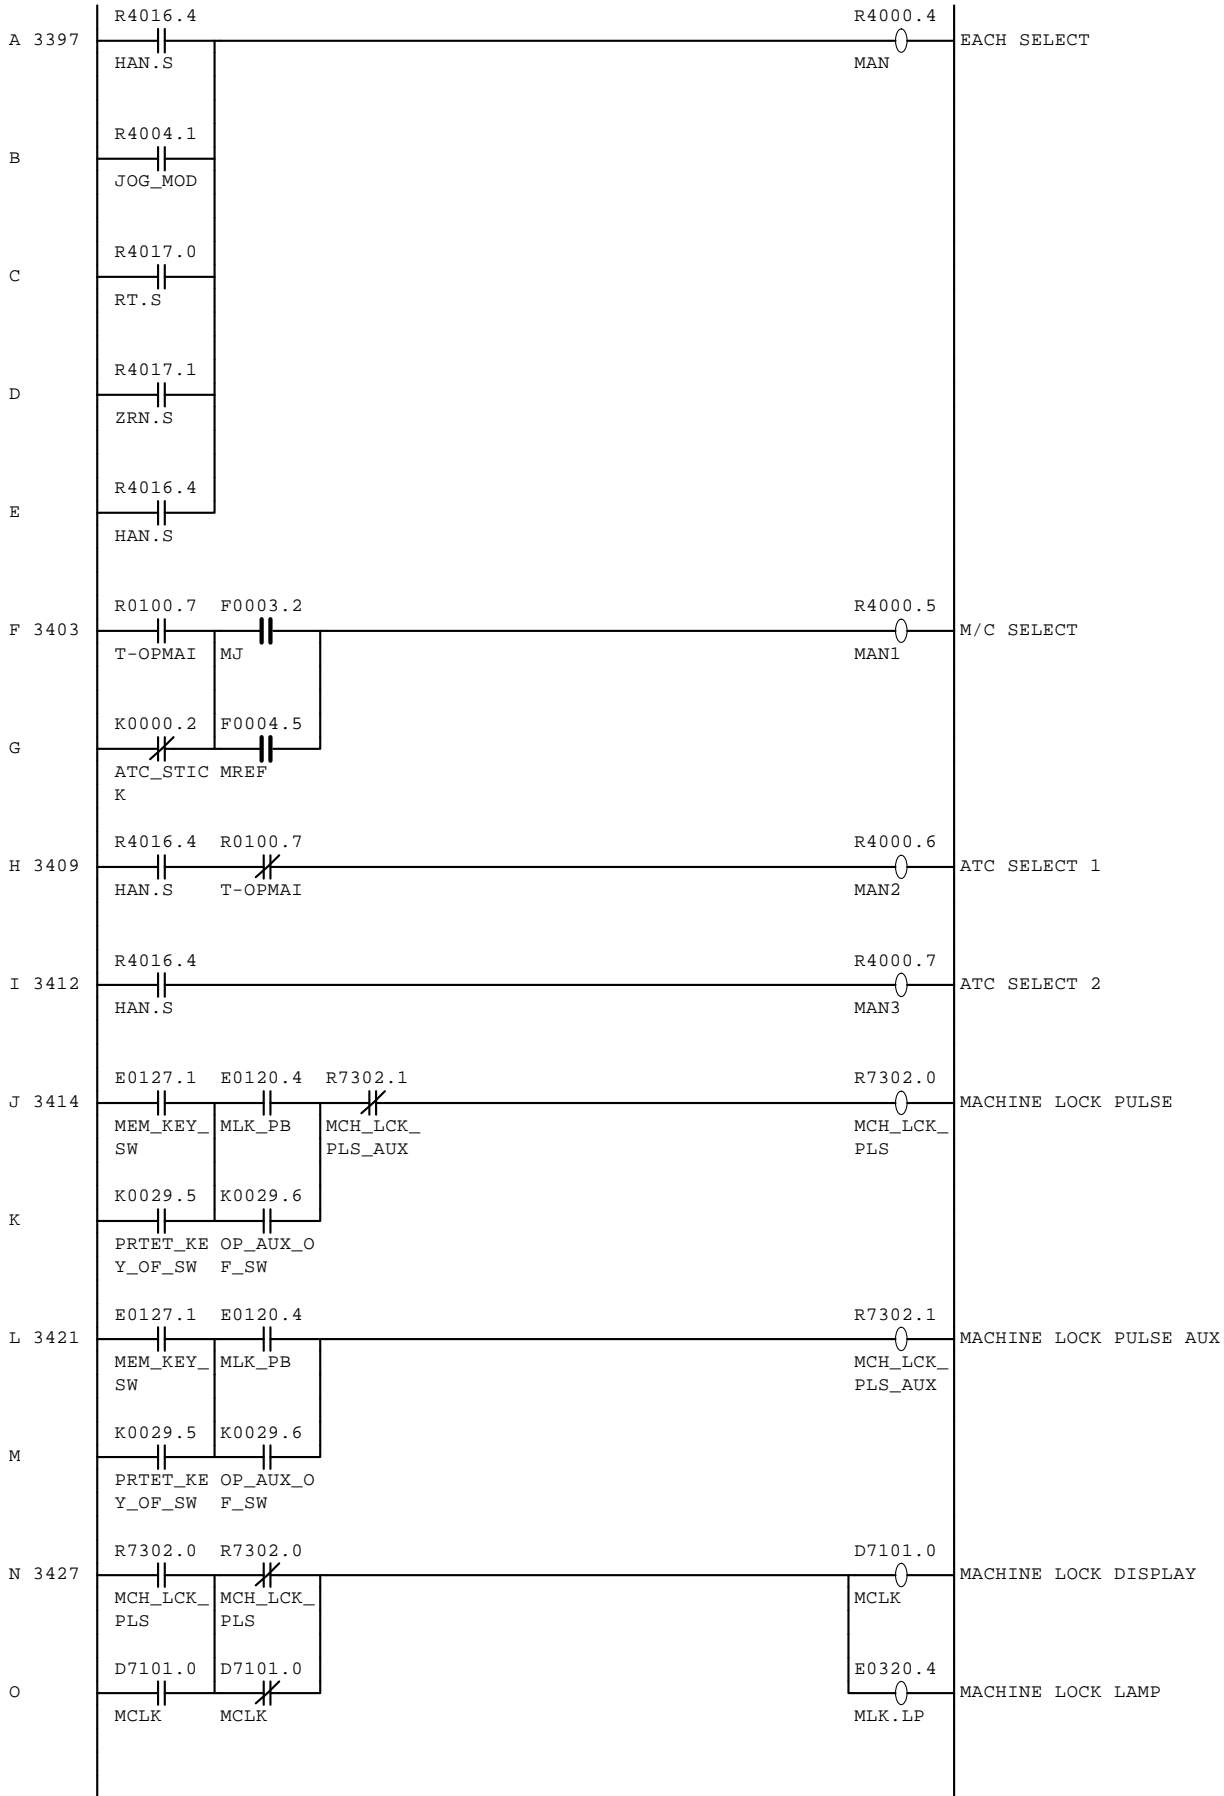 R4016.4 R4000.4
A 3397 EACH SELECT
HAN.S MAN
R4004.1
B
JOG_MOD
R4017.0
C
RT.S
R4017.1
D
ZRN.S
R4016.4
E
HAN.S
R0100.7 F0003.2 R4000.5
F 3403 M/C SELECT
T-OPMAI MJ MAN1
K0000.2 F0004.5
G
ATC_STIC MREF
K
R4016.4 R0100.7 R4000.6
H 3409 ATC SELECT 1
HAN.S T-OPMAI MAN2
R4016.4 R4000.7
I 3412 ATC SELECT 2
HAN.S MAN3
E0127.1 E0120.4 R7302.1 R7302.0
J 3414 MACHINE LOCK PULSE
MEM_KEY_ MLK_PB MCH_LCK_ MCH_LCK_
SW PLS_AUX PLS
K0029.5 K0029.6
K
PRTET_KE OP_AUX_O
Y_OF_SW F_SW
E0127.1 E0120.4 R7302.1
L 3421 MACHINE LOCK PULSE AUX
MEM_KEY_ MLK_PB MCH_LCK_
SW PLS_AUX
K0029.5 K0029.6
M
PRTET_KE OP_AUX_O
Y_OF_SW F_SW
R7302.0 R7302.0 D7101.0
N 3427 MACHINE LOCK DISPLAY
MCH_LCK_ MCH_LCK_ MCLK
PLS PLS
D7101.0 D7101.0 E0320.4
O MACHINE LOCK LAMP
MCLK MCLK MLK.LP